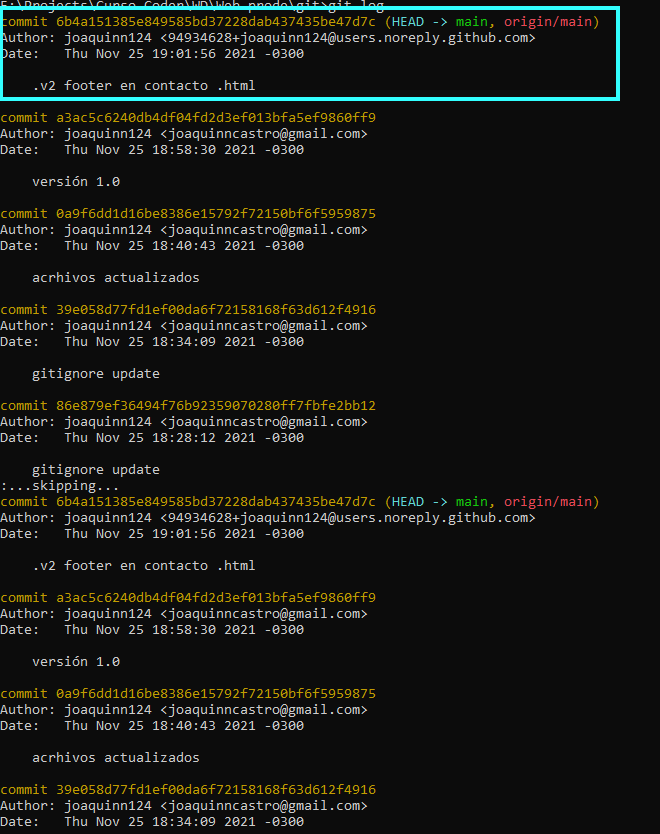 E:\Projects\Curso Coder\WD\Web prode\git>git log
commit 6b4a151385e849585bd37228dab437435be47d7c (HEAD -> main, origin/main)
Author: joaquinn124 <94934628+joaquinn124@users.noreply.github.com>
Date:   Thu Nov 25 19:01:56 2021 -0300
.v2 footer en contacto .html
commit a3ac5c6240db4df04fd2d3ef013bfa5ef9860ff9
Author: joaquinn124 <joaquinncastro@gmail.com>
Date:   Thu Nov 25 18:58:30 2021 -0300
versión 1.0
commit 0a9f6dd1d16be8386e15792f72150bf6f5959875
Author: joaquinn124 <joaquinncastro@gmail.com>
Date:   Thu Nov 25 18:40:43 2021 -0300
acrhivos actualizados
commit 39e058d77fd1ef00da6f72158168f63d612f4916
Author: joaquinn124 <joaquinncastro@gmail.com>
Date:   Thu Nov 25 18:34:09 2021 -0300
gitignore update
commit 86e879ef36494f76b92359070280ff7fbfe2bb12
Author: joaquinn124 <joaquinncastro@gmail.com>
Date:   Thu Nov 25 18:28:12 2021 -0300
gitignore update
:...skipping...
commit 6b4a151385e849585bd37228dab437435be47d7c (HEAD -> main, origin/main)
Author: joaquinn124 <94934628+joaquinn124@users.noreply.github.com>
Date:   Thu Nov 25 19:01:56 2021 -0300
.v2 footer en contacto .html
commit a3ac5c6240db4df04fd2d3ef013bfa5ef9860ff9
Author: joaquinn124 <joaquinncastro@gmail.com>
Date:   Thu Nov 25 18:58:30 2021 -0300
versión 1.0
commit 0a9f6dd1d16be8386e15792f72150bf6f5959875
Author: joaquinn124 <joaquinncastro@gmail.com>
Date:   Thu Nov 25 18:40:43 2021 -0300
acrhivos actualizados
commit 39e058d77fd1ef00da6f72158168f63d612f4916
Author: joaquinn124 <joaquinncastro@gmail.com>
Date:   Thu Nov 25 18:34:09 2021 -0300